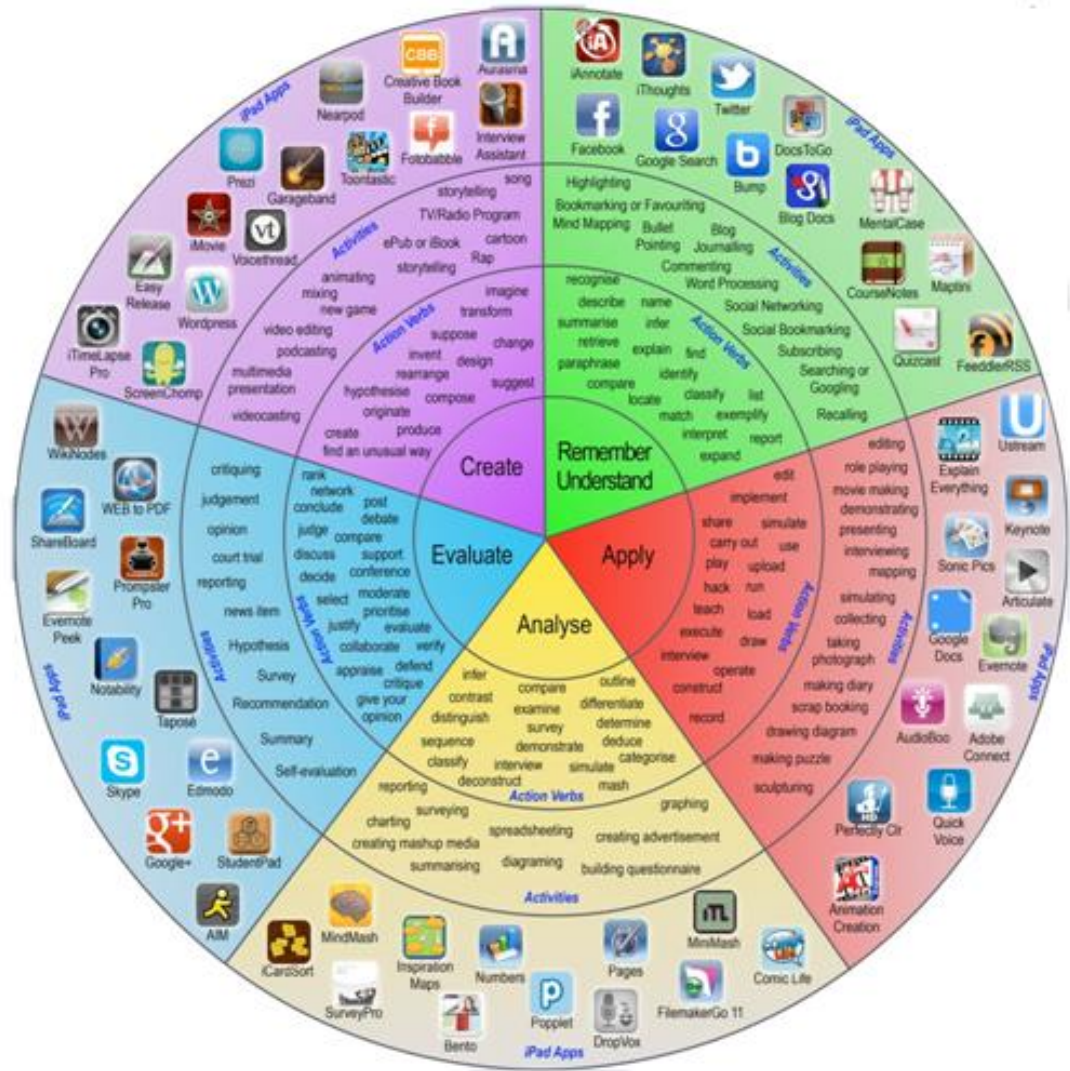 Remember
Understand
Action Verbs
recognise
describe name
summarise infer
retrieve
explain find
paraphrase
identify
compare
classify list
locate
match exemplify
interpret report
expand
Activities
Highlighting
Bookmarking or Favouriting
Mind Mapping
Bullet
Pointing
Blog
Journalling
Commenting
Word Processing
Social Networking
Social Bookmarking
Subscribing
Searching or
Googling
Recalling
iPad Apps
iAnnotate
iThoughts
Twitter
Facebook
Google Search
DocsToGo
Bump
Blog Docs
MentalCase
CourseNotes
Maptini
Quizcast
FeeddlerRSS
Apply
Action Verbs
edit
implement
share simulate
carry out use
play upload
hack run
teach load
execute draw
interview
operate
construct
record
Activities
editing
role playing
movie making
demonstrating
presenting
interviewing
mapping
simulating
collecting
taking
photograph
making diary
scrap booking
drawing diagram
making puzzle
sculpturing
iPad Apps
Ustream
Explain
Everything
Keynote
Sonic Pics
Articulate
Google
Docs
Evernote
AudioBoo
Adobe
Connect
Perfectly Clr
HD
Quick
Voice
Animation
Creation
Analyse
Action Verbs
infer
outline
compare
contrast
differentiate
examine
distinguish
survey
determine
sequence
demonstrate
deduce
classify
interview
simulate
categorise
deconstruct
mash
Activities
reporting
surveying
graphing
charting
spreadsheeting
creating advertisement
creating mashup media
summarising
diagraming
building questionnaire
iPad Apps
iCardSort
MindMash
SurveyPro
Inspiration
Maps
Numbers
Bento
Popplet
Pages
DropVox
MiniMash
FilemakerGo 11
Comic Life
Evaluate
Action Verbs
rank
network
conclude
post
debate
judge
compare
discuss
support
conference
decide
select
moderate
prioritise
justify
evaluate
collaborate verify
appraise defend
critique
give your
opinion
Activities
critiquing
judgement
opinion
court trial
reporting
news item
Hypothesis
Survey
Recommendation
Summary
Self-evaluation
iPad Apps
WikiNodes
WEB to PDF
ShareBoard
Prompster
Pro
Evernote
Peek
Notability
Taposé
Skype
Edmodo
Google+
StudentPad
AIM
Create
Action Verbs
imagine
transform
suppose
change
invent
design
rearrange
suggest
hypothesise
compose
originate
produce
create
find an unusual way
Activities
song
storytelling
TV/Radio Program
ePub or iBook
cartoon
Rap
storytelling
animating
mixing
new game
video editing
podcasting
multimedia
presentation
videocasting
iPad Apps
Aurasma
CBB
Creative Book
Builder
Nearpod
Interview
Assistant
Fotobabble
Toontastic
Prezi
Garageband
iMovie
vt
Voicethread
Easy
Release
Wordpress
iTimeLapse
Pro
ScreenChomp